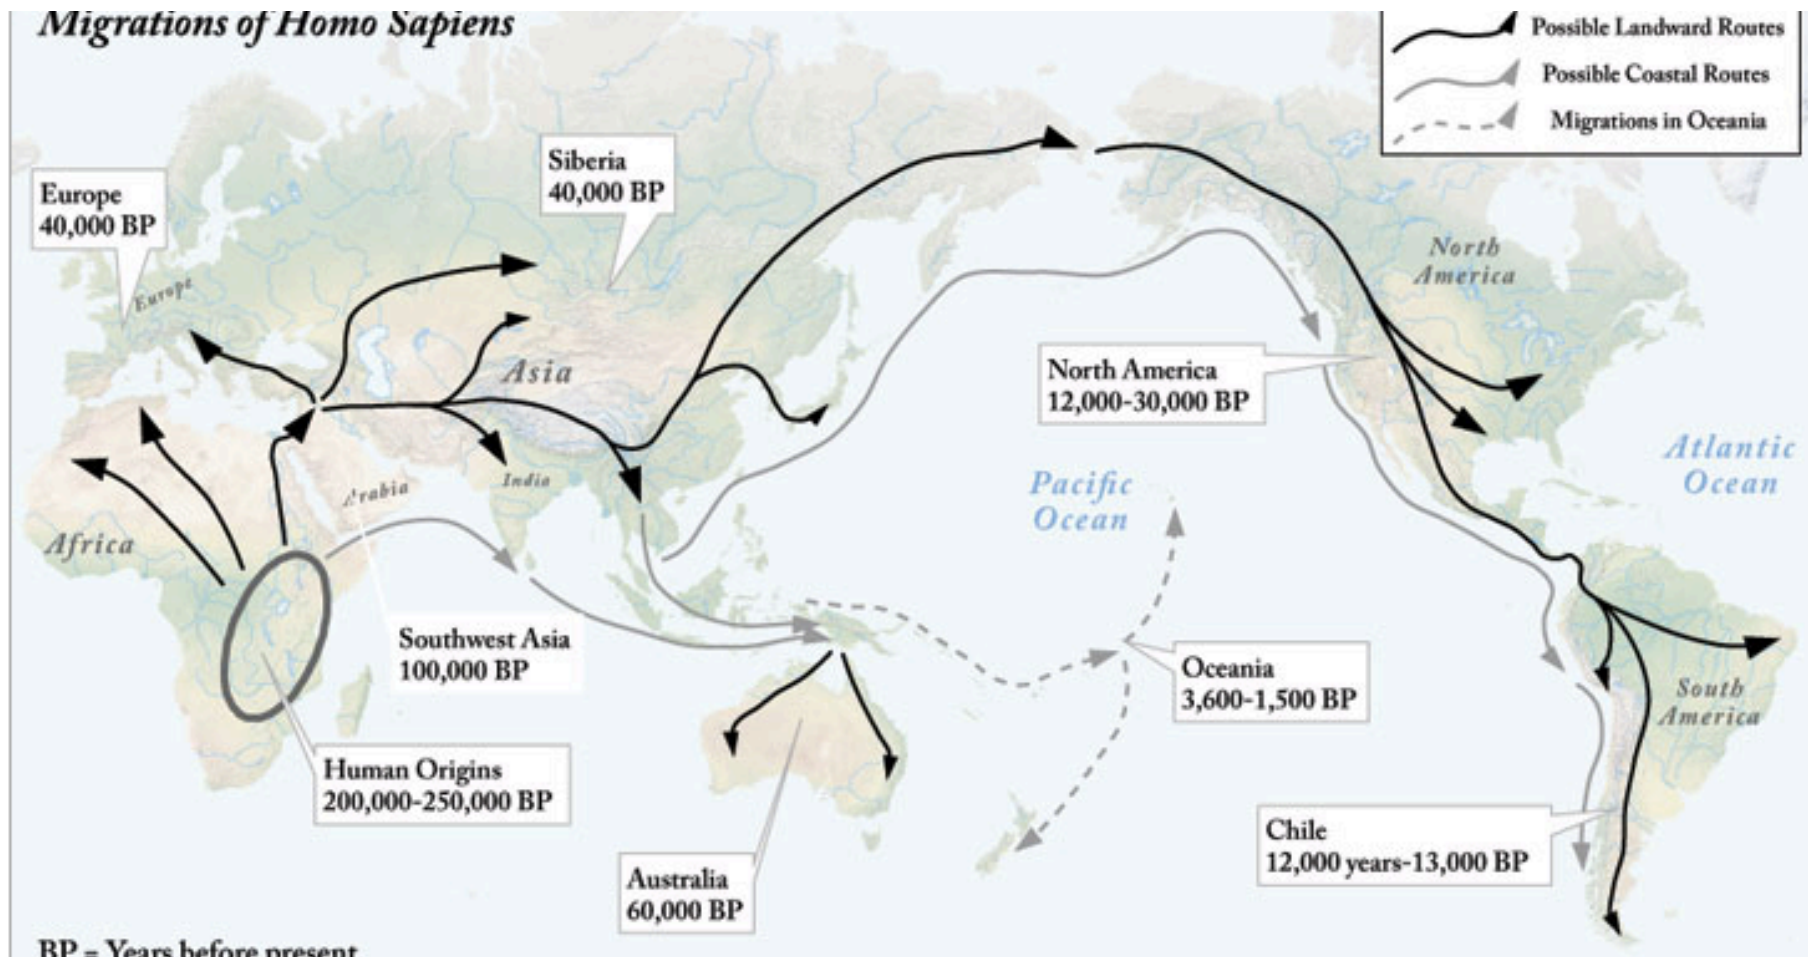 Migrations of Homo Sapiens
Possible Landward Routes
Possible Coastal Routes
Migrations in Oceania
Siberia
40,000 BP
Europe
40,000 BP
Europe
North
America
Asia
North America
12,000-30,000 BP
Atlantic
Ocean
Pacific
Ocean
India
Arabia
Africa
Southwest Asia
100,000 BP
Oceania
3,600-1,500 BP
South
America
Human Origins
200,000-250,000 BP
Chile
12,000 years-13,000 BP
Australia
60,000 BP
BP = Years before present